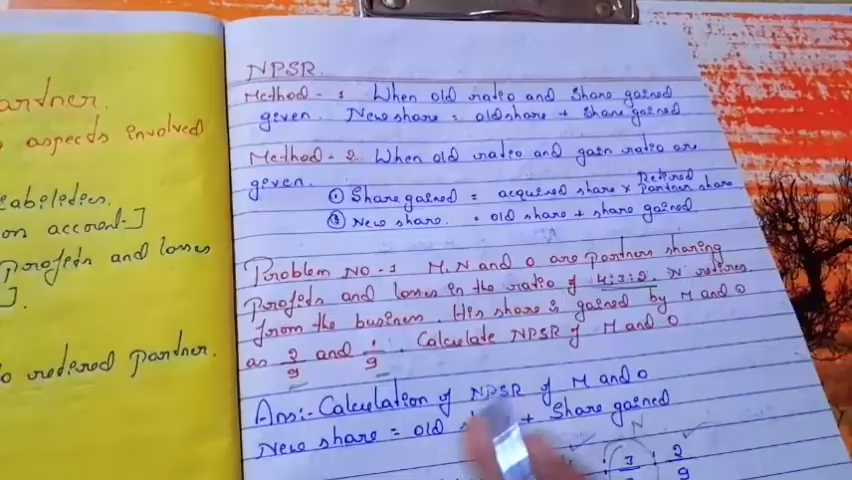 artner.
aspects involved
on account-]
profits and losses
].
o retired partner.
NPSR
Method - 1 When old ratio and share gained
given. New share = old share + share gained
Method - 2. When old ratio and gain ratio are
given.
① Share gained = acquired share × Retired Partner share
② New share. = old share + share gained
Problem NO - 1 M, N and O are partners sharing
profits and losses in the ratio of 4:3:2. N retires
from the business. His share is gained by M and O
as 2/9 and 1/9. Calculate NPSR of M and O
Ans:- Calculation of NPSR of M and O
New share = old + Share gained
N
: 3 : 2
9